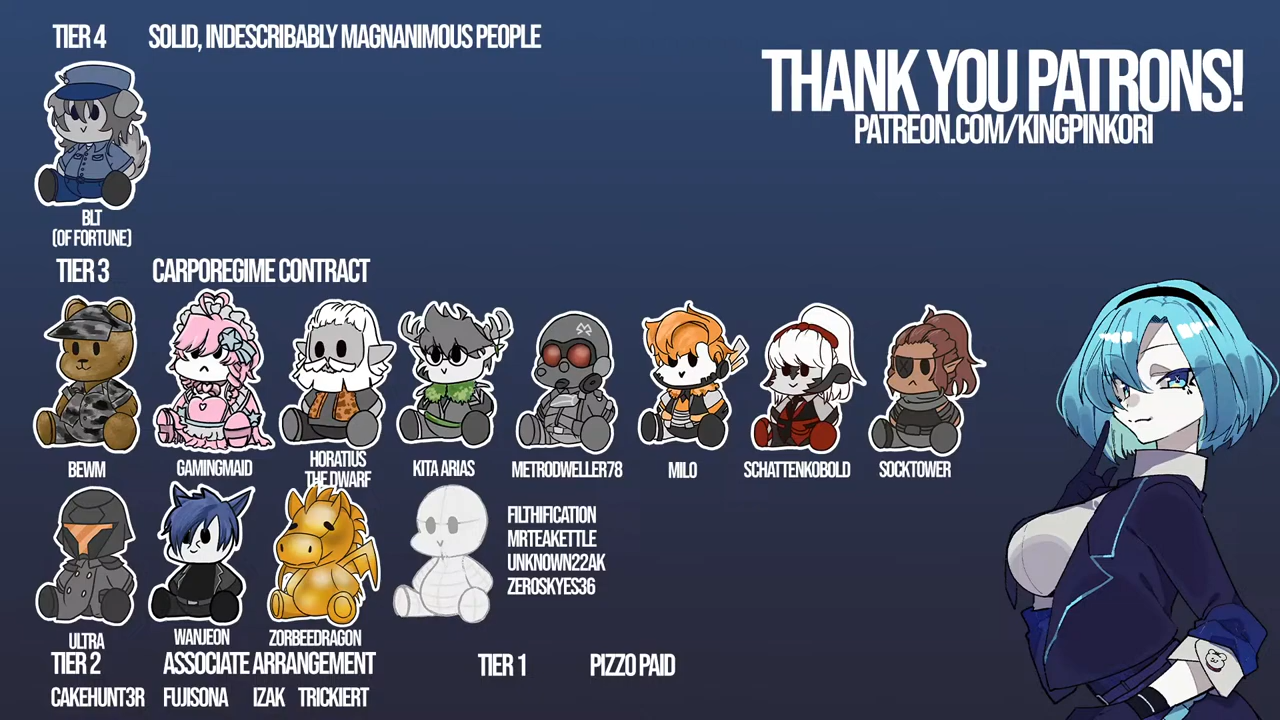 TIER 4 SOLID, INDESCRIBABLY MAGNANIMOUS PEOPLE
THANK YOU PATRONS!
PATREON.COM/KINGPINKORI
BLT
(OF FORTUNE)
TIER 3 CARPOREGIME CONTRACT
BEWM
GAMINGMAID
HORATIUS
THE DWARF
KITA ARIAS
METRODWELLER78
MILO
SCHATTENKOBOLD
SOCKTOWER
ULTRA
WANJEON
ZORBEEDRAGON
FILTHIFICATION
MRTEAKETTLE
UNKNOWN22AK
ZEROSKYES36
TIER 2 ASSOCIATE ARRANGEMENT
CAKEHUNT3R FUJISONA IZAK TRICKIERT
TIER 1 PIZZO PAID